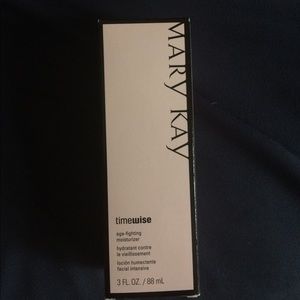 MARY KAY
timewise
age-fighting
moisturizer
hydratant contre
le vieillissement
loción humectante
facial intensiva
3 FL. OZ. / 88 mL